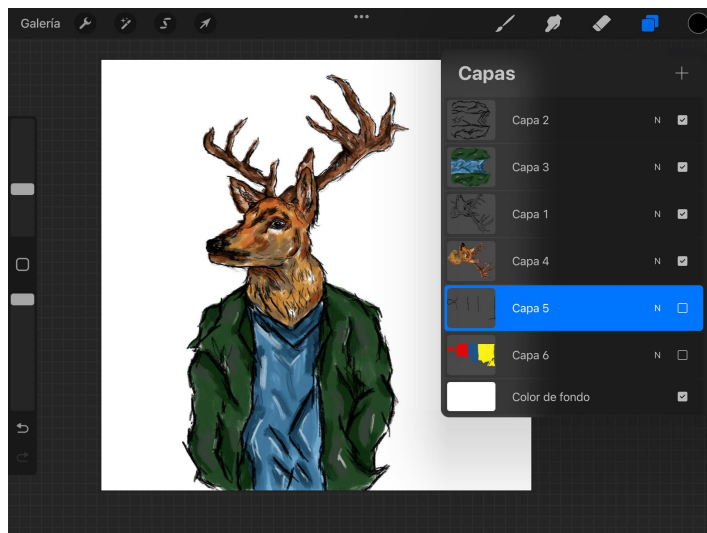 Galería
Capas
Capa 2 N
Capa 3 N
Capa 1 N
Capa 4 N
Capa 5 N
Capa 6 N
Color de fondo